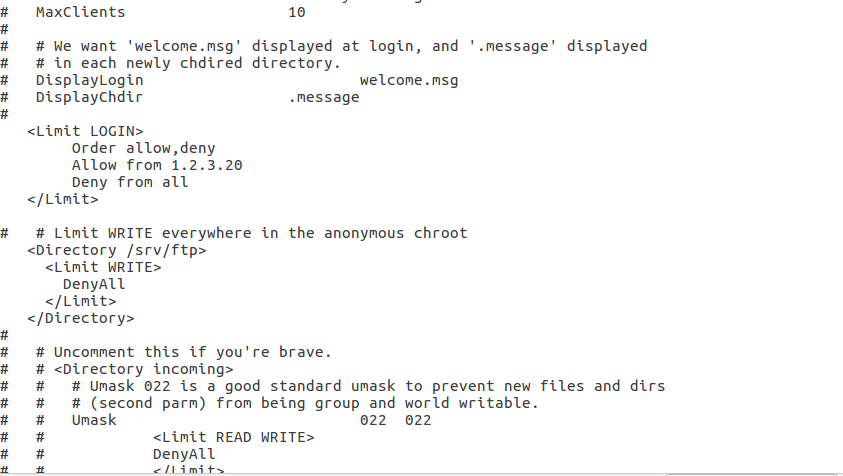 #   MaxClients                  10
#
#   # We want 'welcome.msg' displayed at login, and '.message' displayed
#   # in each newly chdired directory.
#   DisplayLogin                        welcome.msg
#   DisplayChdir                .message
#
   <Limit LOGIN>
        Order allow,deny
        Allow from 1.2.3.20
        Deny from all
   </Limit>
#   # Limit WRITE everywhere in the anonymous chroot
   <Directory /srv/ftp>
     <Limit WRITE>
       DenyAll
     </Limit>
   </Directory>
#
#   # Uncomment this if you're brave.
#   # <Directory incoming>
#   #   # Umask 022 is a good standard umask to prevent new files and dirs
#   #   # (second parm) from being group and world writable.
#   #   Umask                           022  022
#   #            <Limit READ WRITE>
#   #            DenyAll
#   #            </Limit>